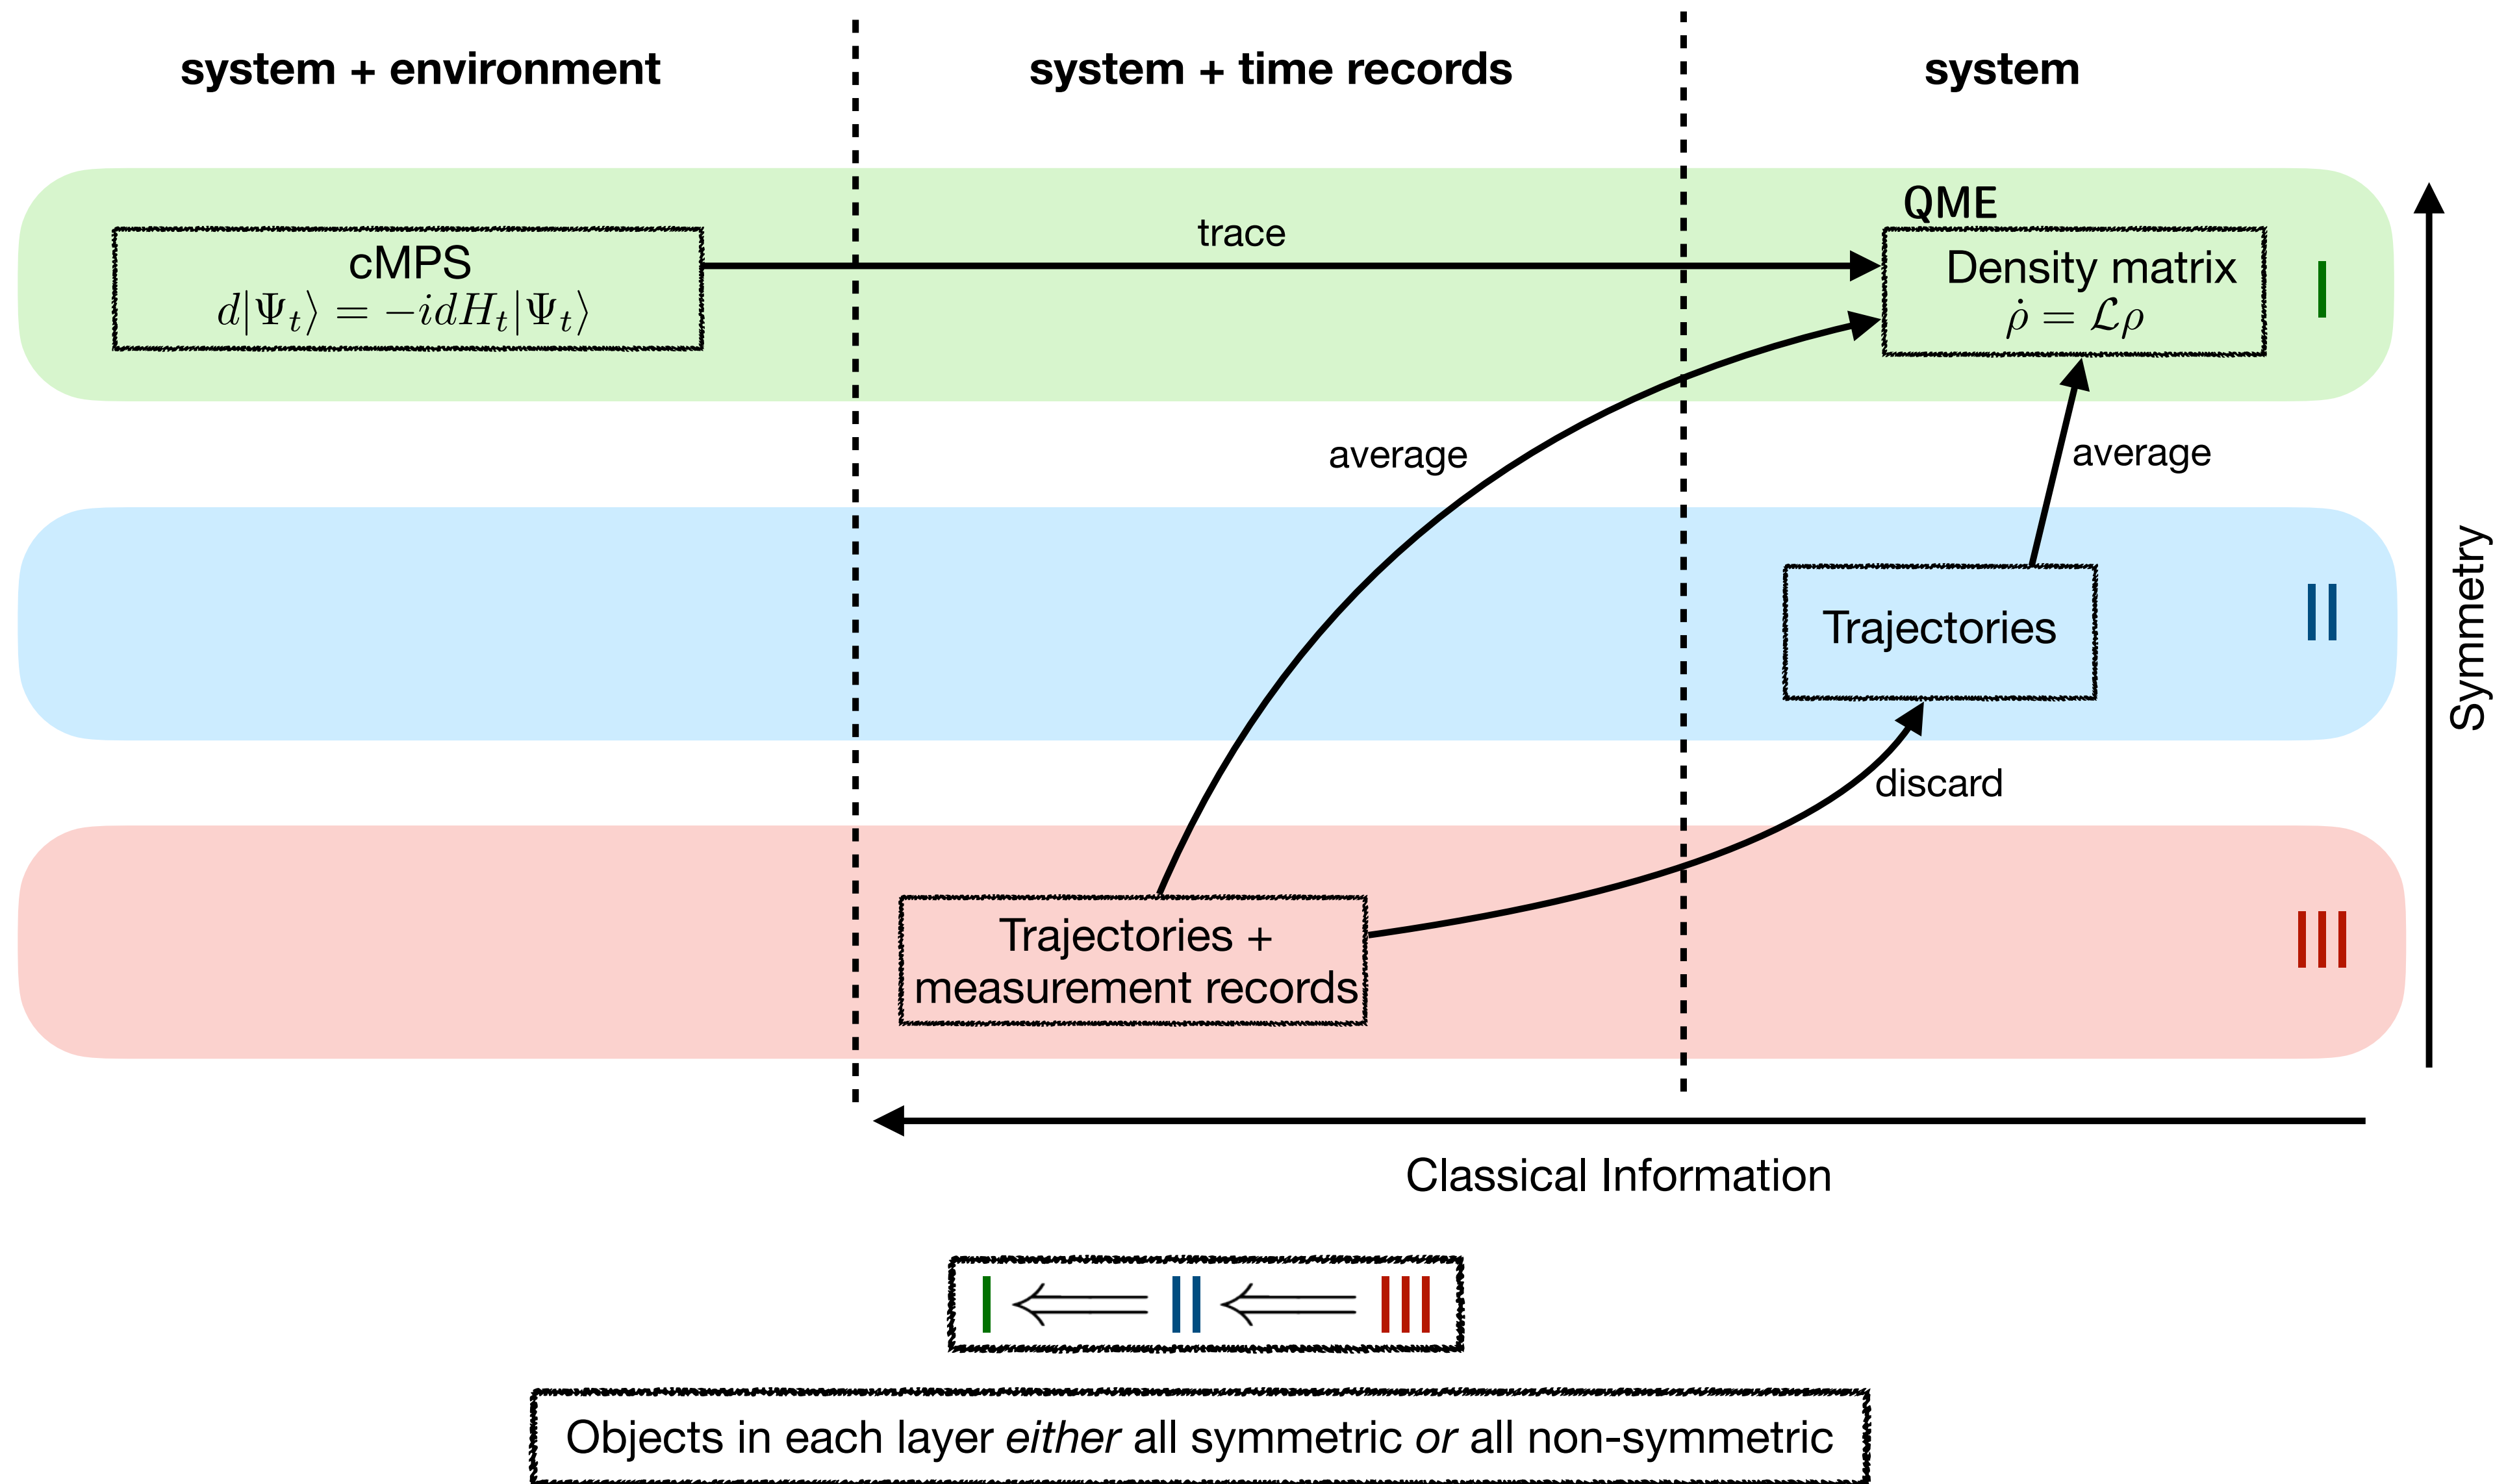 system + environment
system + time records
system
QME
cMPS
d|Ψ_t⟩ = −idH_t|Ψ_t⟩
trace
Density matrix
ρ̇ = ℒρ
I
average
average
Trajectories
II
Symmetry
discard
Trajectories +
measurement records
III
Classical Information
I ⟸ II ⟸ III
Objects in each layer either all symmetric or all non-symmetric